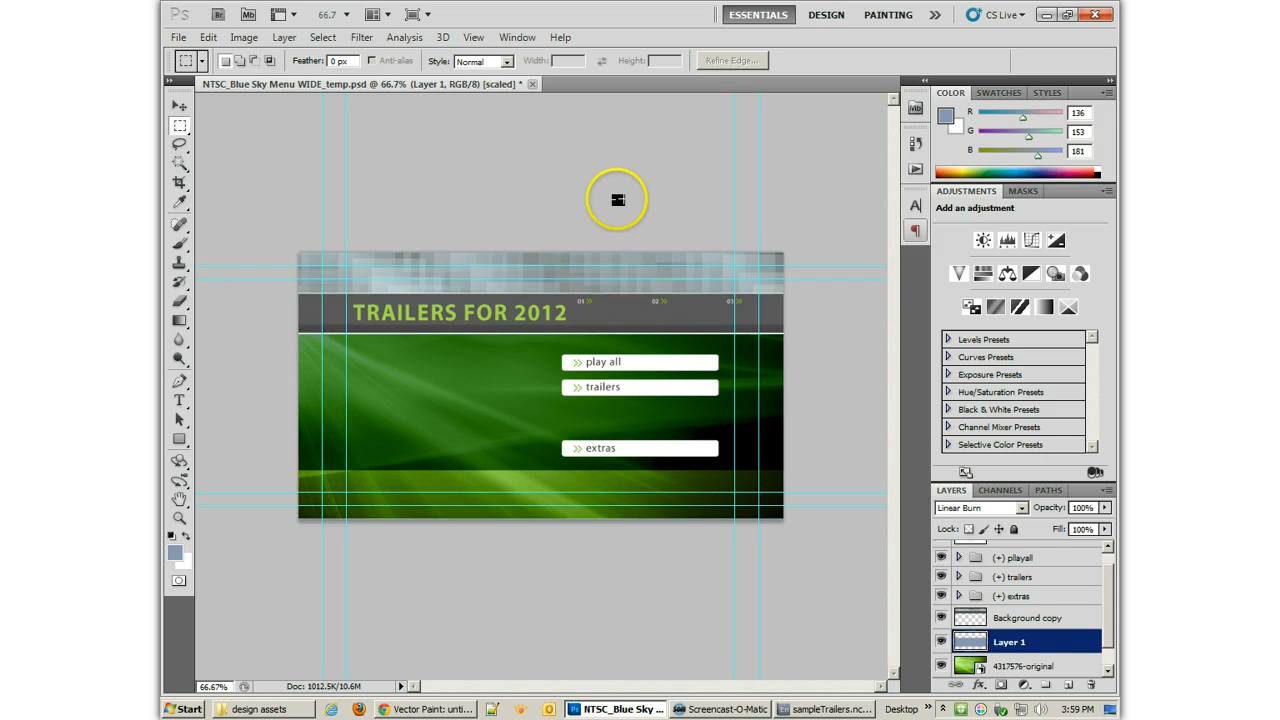 Ps Br Mb 66.7 ESSENTIALS DESIGN PAINTING CS Live
File Edit Image Layer Select Filter Analysis 3D View Window Help
Feather: 0 px Anti-alias Style: Normal Width: Height: Refine Edge...
NTSC_Blue Sky Menu WIDE_temp.psd @ 66.7% (Layer 1, RGB/8) [scaled] *
COLOR SWATCHES STYLES
R 136
G 153
B 181
ADJUSTMENTS MASKS
Add an adjustment
01 02 03
TRAILERS FOR 2012
play all
trailers
extras
Levels Presets
Curves Presets
Exposure Presets
Hue/Saturation Presets
Black & White Presets
Channel Mixer Presets
Selective Color Presets
LAYERS CHANNELS PATHS
Linear Burn Opacity: 100%
Lock: Fill: 100%
(+) pllayall
(+) trailers
(+) extras
Background copy
Layer 1
4317576-original
66.67% Doc: 1012.5K/10.6M
Start design assets Vector Paint: unti... NTSC_Blue Sky ... Screencast-O-Matic sampleTrailers.nc... Desktop 3:59 PM